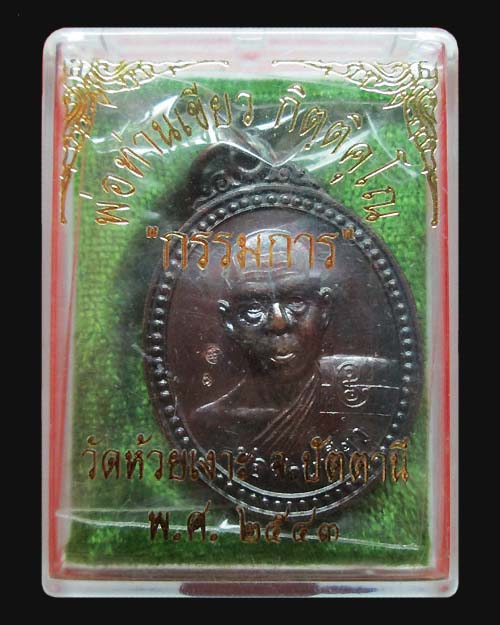 พ่อท่านเขียว กิตฺติคุโณ
"กรรมการ"
วัดห้วยเงาะ จ.ปัตตานี
พ.ศ. ๒๕๔๓